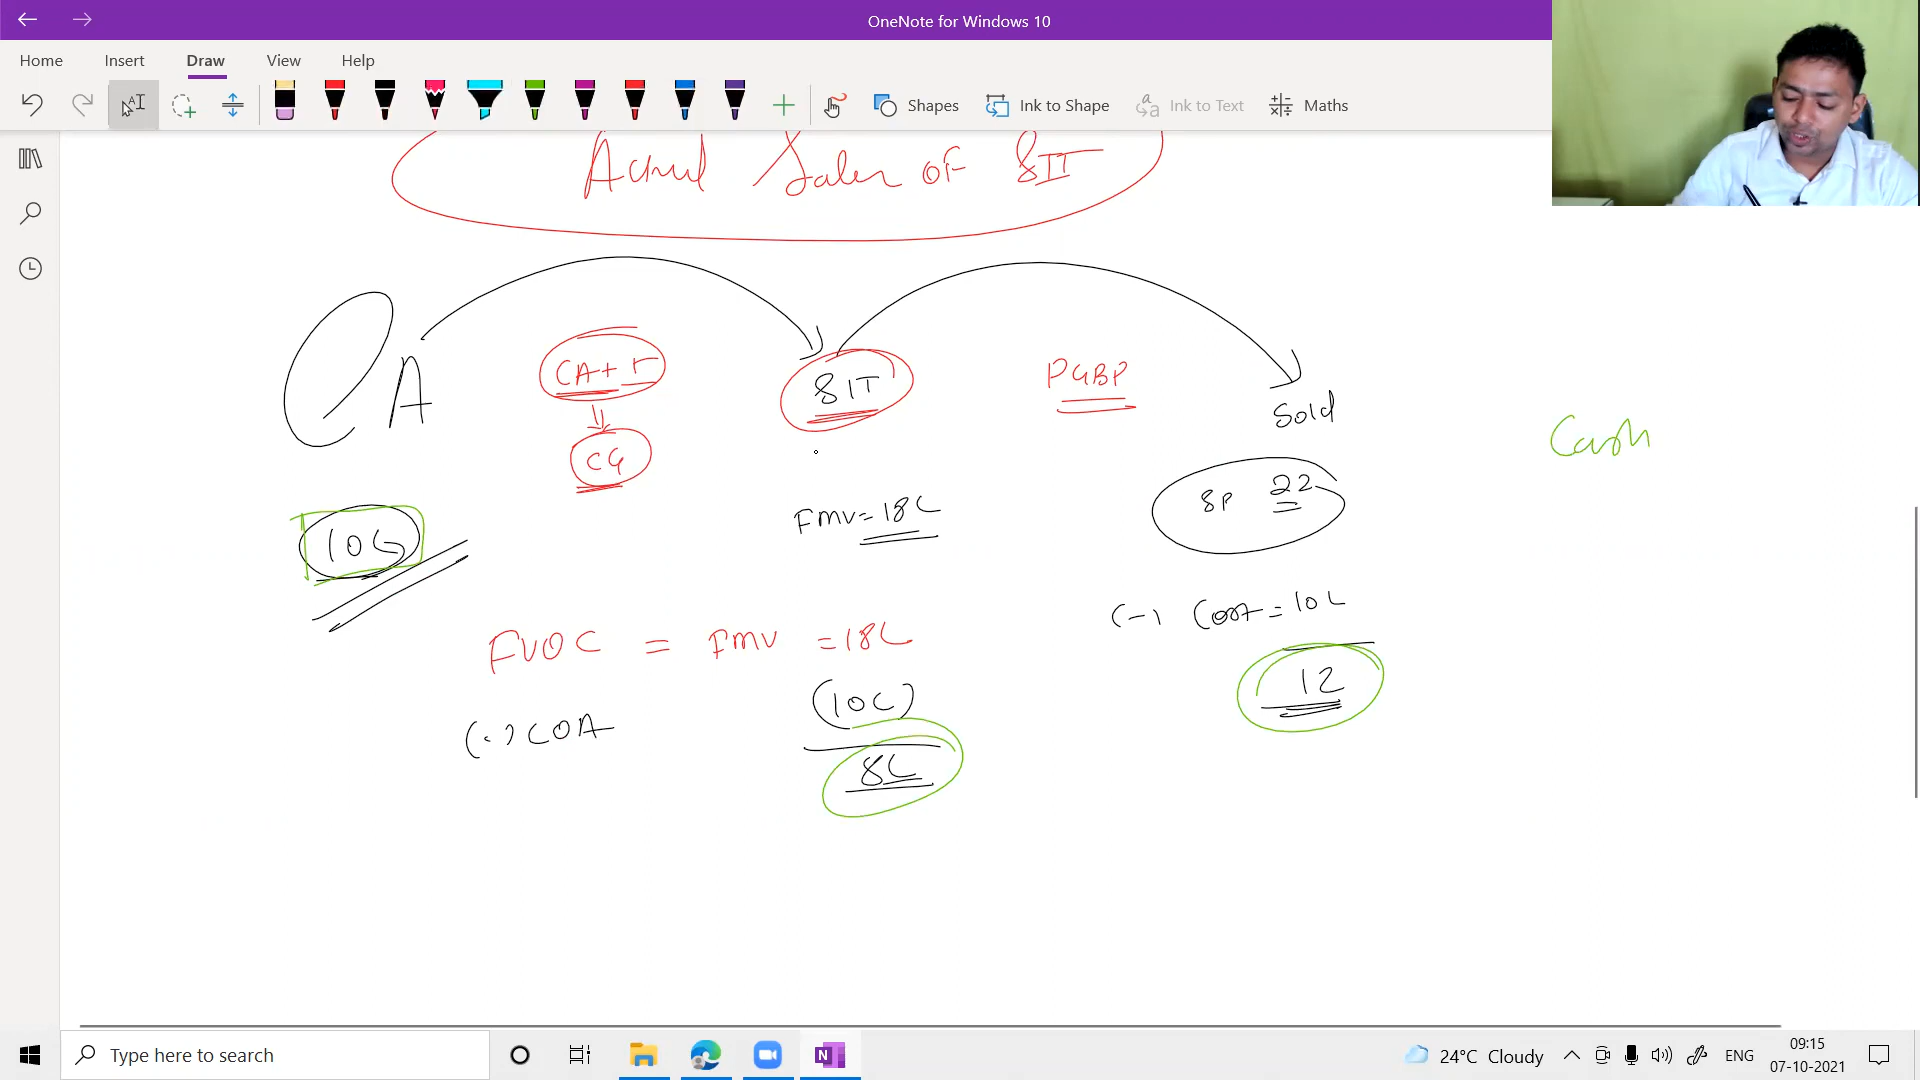 OneNote for Windows 10
Home Insert Draw View Help
Shapes Ink to Shape Ink to Text Maths
Actual Sales of SIT
A CA + T SIT PGBP Sold
CG
Cash
10L FMV = 18L SP 22
(-) Cost = 10L
FVOC = FMV = 18L
12
(-) COA (10L)
8L
Type here to search
24°C Cloudy ENG 09:15
07-10-2021